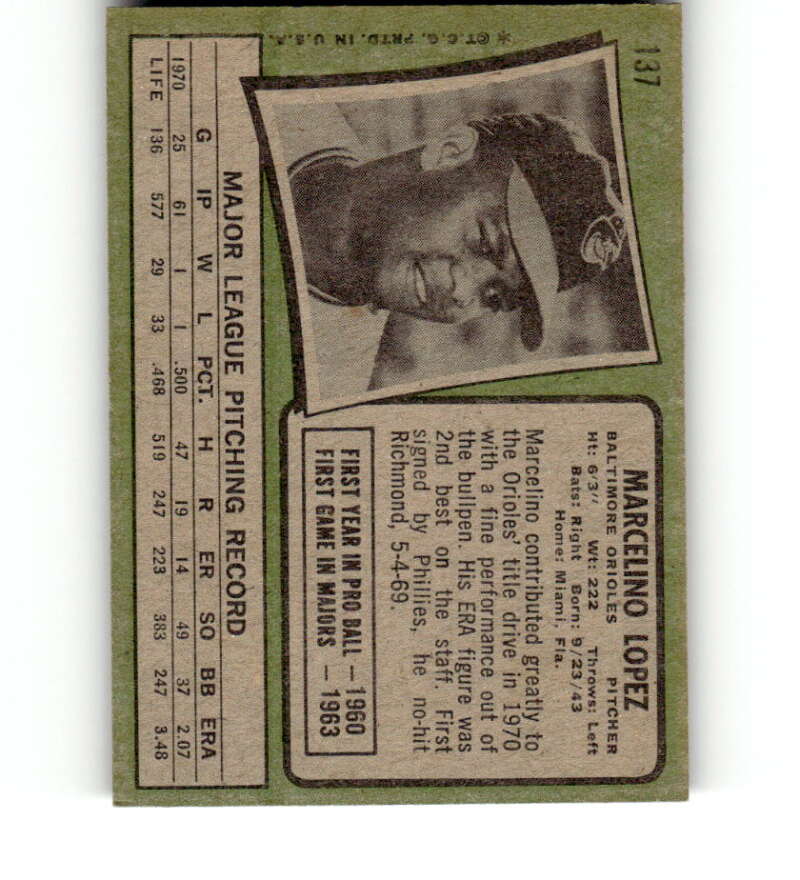 137
MARCELINO LOPEZ
BALTIMORE ORIOLES PITCHER
Ht: 6'3" Wt: 222 Throws: Left
Bats: Right Born: 9/23/43
Home: Miami, Fla.
Marcelino contributed greatly to
the Orioles' title drive in 1970
with a fine performance out of
the bullpen. His ERA figure was
2nd best on the staff. First
signed by Phillies, he no-hit
Richmond, 5-4-69.
FIRST YEAR IN PRO BALL — 1960
FIRST GAME IN MAJORS — 1963
MAJOR LEAGUE PITCHING RECORD
G IP W L PCT. H R ER SO BB ERA
1970 25 61 1 1 .500 47 19 14 49 37 2.07
LIFE 136 577 29 33 .468 519 247 223 383 247 3.48
* © T.C.G. PRTD. IN U.S.A.